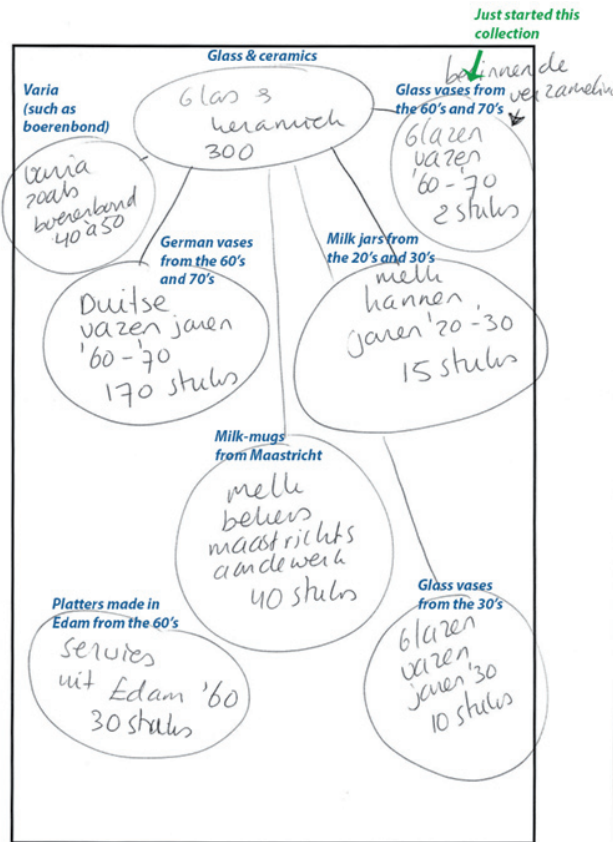 Just started this
collection
beginnende
verzameling
Glass & ceramics
Glas &
keramiek
300
Varia
(such as
boerenbond)
varia
zoals
boerenbond
40 à 50
Glass vases from
the 60's and 70's
Glazen
vazen
'60-'70
2 stuks
German vases
from the 60's
and 70's
Duitse
vazen jaren
'60-'70
170 stuks
Milk jars from
the 20's and 30's
melk
kannen
jaren '20-30
15 stuks
Milk-mugs
from Maastricht
melk
bekers
maastrichts
aardewerk
40 stuks
Platters made in
Edam from the 60's
servies
uit Edam '60
30 stuks
Glass vases
from the 30's
Glazen
vazen
jaren '30
10 stuks